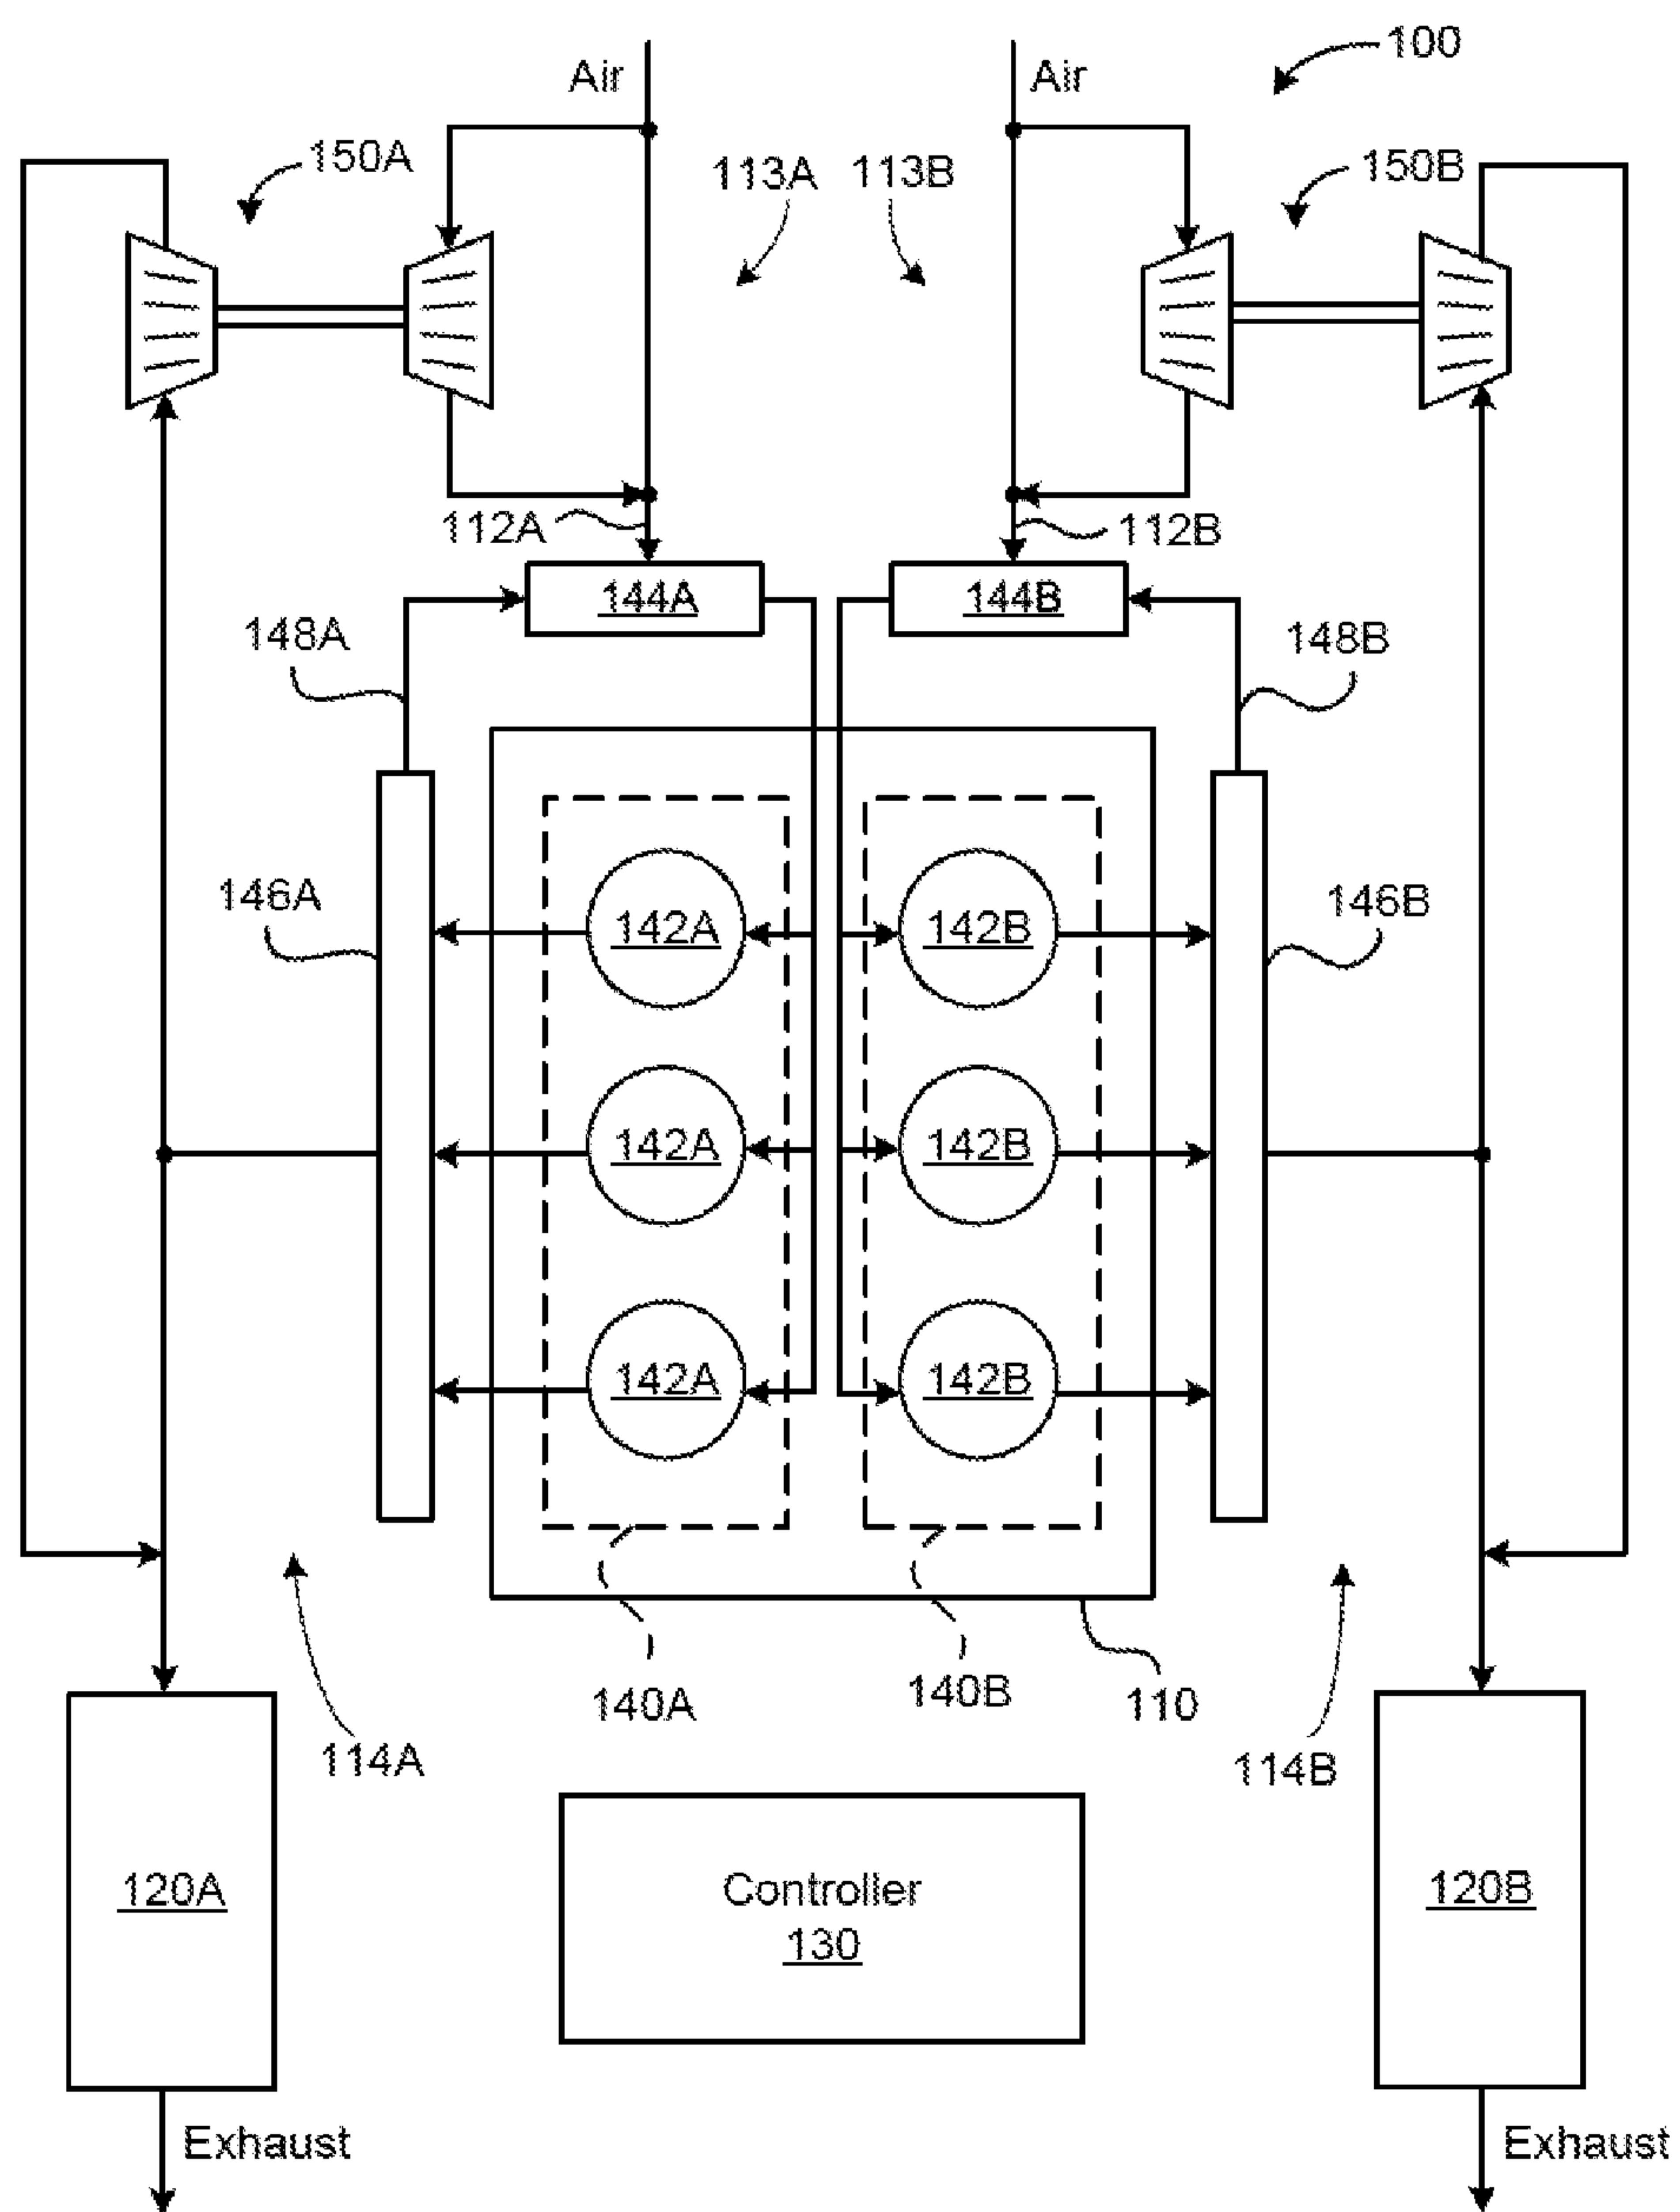 100
Air
Air
150A
113A
113B
150B
112A
112B
144A
144B
148A
148B
146A
142A
142B
146B
142A
142B
142A
142B
140A
140B
110
114A
114B
120A
Controller
130
120B
Exhaust
Exhaust